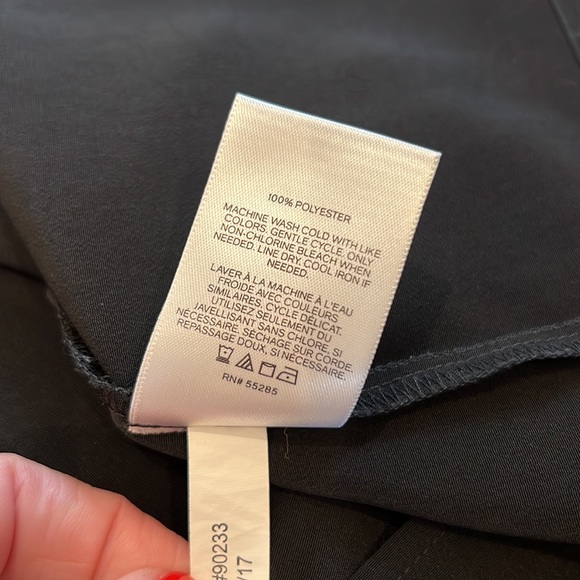 100% POLYESTER
MACHINE WASH COLD WITH LIKE
COLORS. GENTLE CYCLE. ONLY
NON-CHLORINE BLEACH WHEN
NEEDED. LINE DRY. COOL IRON IF
NEEDED.
LAVER À LA MACHINE À L'EAU
FROIDE AVEC COULEURS
SIMILAIRES. CYCLE DÉLICAT.
UTILISEZ SEULEMENT DU
JAVELLISANT SANS CHLORE, SI
NÉCESSAIRE. SÉCHAGE SUR CORDE.
REPASSAGE DOUX, SI NÉCESSAIRE.
RN# 55285
#90233
/17